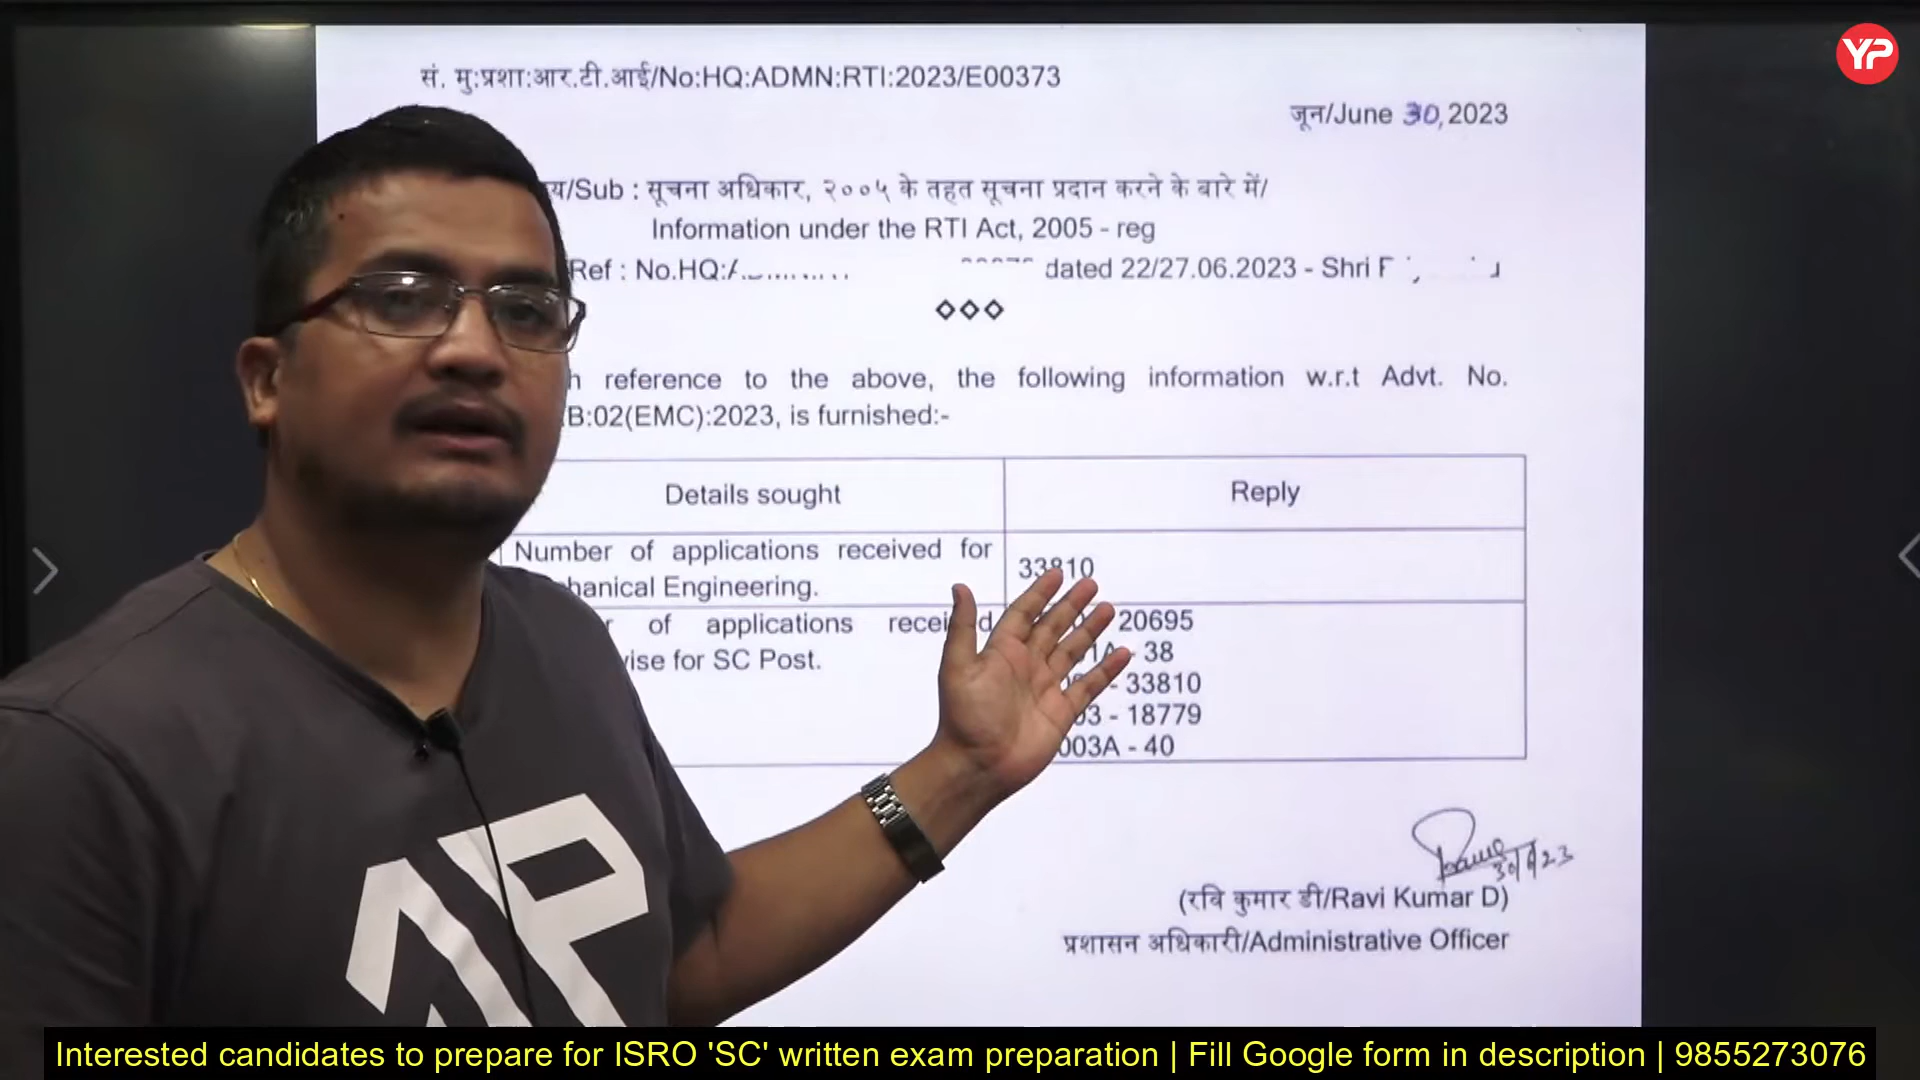 YP
सं. मु:प्रशा:आर.टी.आई/No:HQ:ADMN:RTI:2023/E00373
जून/June 30, 2023
/Sub : सूचना अधिकार, २००५ के तहत सूचना प्रदान करने के बारे में/
Information under the RTI Act, 2005 - reg
Ref : No.HQ: dated 22/27.06.2023 - Shri
reference to the above, the following information w.r.t Advt. No.
B:02(EMC):2023, is furnished:-
Details sought Reply
Number of applications received for 33810
Engineering.
of applications 20695
for SC Post. - 38
- 33810
03 - 18779
003A - 40
30/6/23
(रवि कुमार डी/Ravi Kumar D)
प्रशासन अधिकारी/Administrative Officer
Interested candidates to prepare for ISRO 'SC' written exam preparation | Fill Google form in description | 9855273076